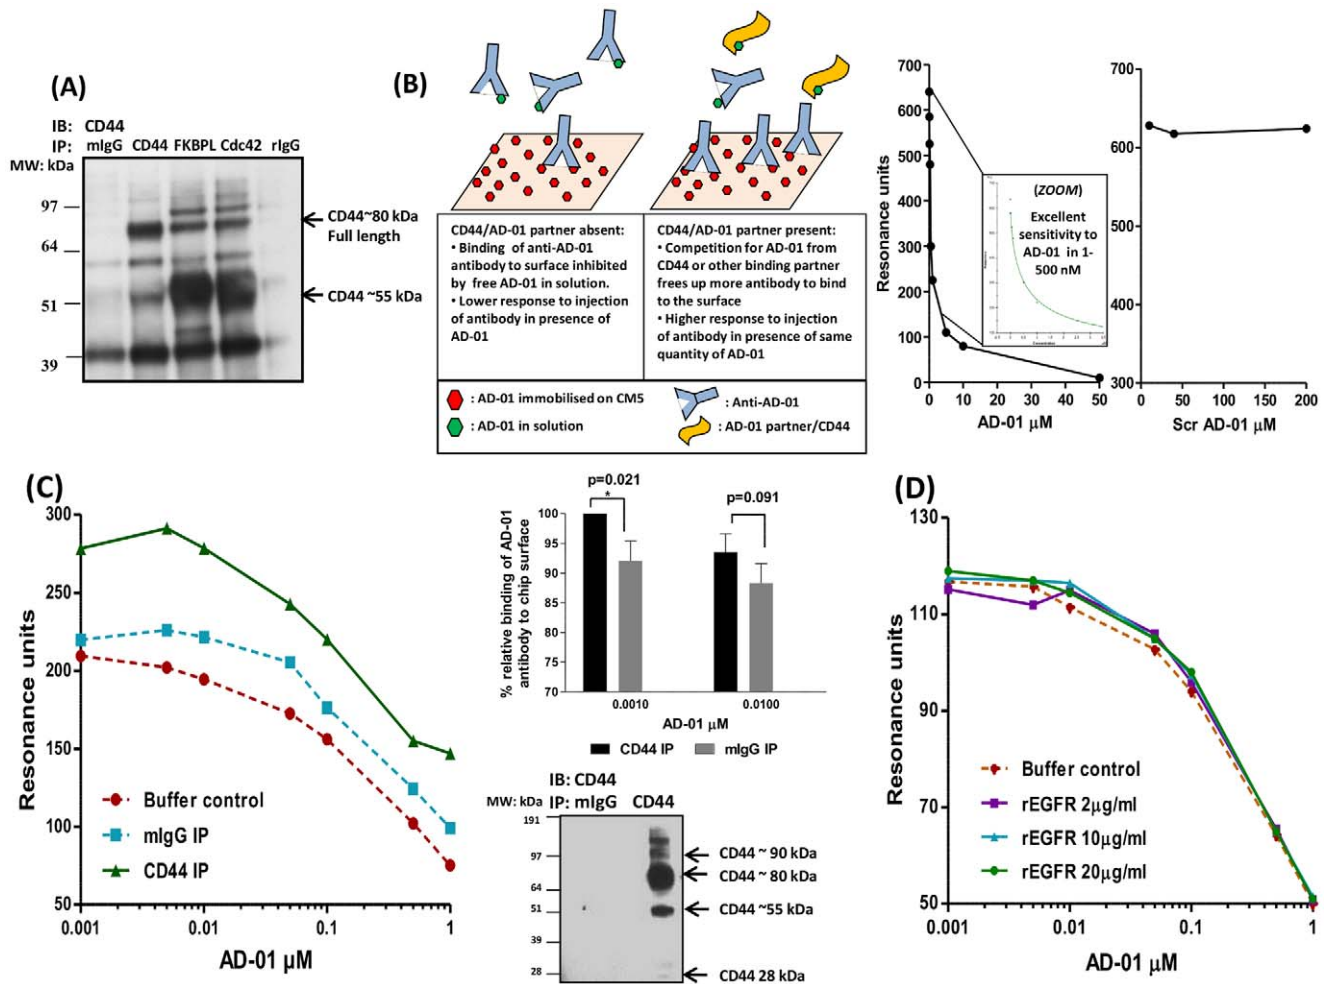 (A)
IB: CD44
IP: mIgG CD44 FKBPL Cdc42 rIgG
MW: kDa
97
64
51
39
CD44~80 kDa
Full length
CD44 ~55 kDa
(B)
CD44/AD-01 partner absent:
• Binding of anti-AD-01
antibody to surface inhibited
by free AD-01 in solution.
• Lower response to injection
of antibody in presence of
AD-01
CD44/AD-01 partner present:
• Competition for AD-01 from
CD44 or other binding partner
frees up more antibody to bind
to the surface
• Higher response to injection
of antibody in presence of same
quantity of AD-01
: AD-01 immobilised on CM5
: AD-01 in solution
: Anti-AD-01
: AD-01 partner/CD44
Resonance units
700
600
500
400
300
200
100
0
0 10 20 30 40 50
AD-01 µM
(ZOOM)
Excellent
sensitivity to
AD-01 in 1-
500 nM
700
600
500
400
300
0 50 100 150 200
Scr AD-01 µM
(C)
Resonance units
300
250
200
150
100
50
0.001 0.01 0.1 1
AD-01 µM
Buffer control
mIgG IP
CD44 IP
p=0.021
*
p=0.091
% relative binding of AD-01
antibody to chip surface
100
95
90
85
80
75
70
0.0010 0.0100
AD-01 µM
CD44 IP mIgG IP
IB: CD44
MW: kDa IP: mIgG CD44
191
97
64
51
39
28
CD44 ~ 90 kDa
CD44 ~ 80 kDa
CD44 ~55 kDa
CD44 28 kDa
(D)
Resonance units
130
110
90
70
50
0.001 0.01 0.1 1
AD-01 µM
Buffer control
rEGFR 2µg/ml
rEGFR 10µg/ml
rEGFR 20µg/ml